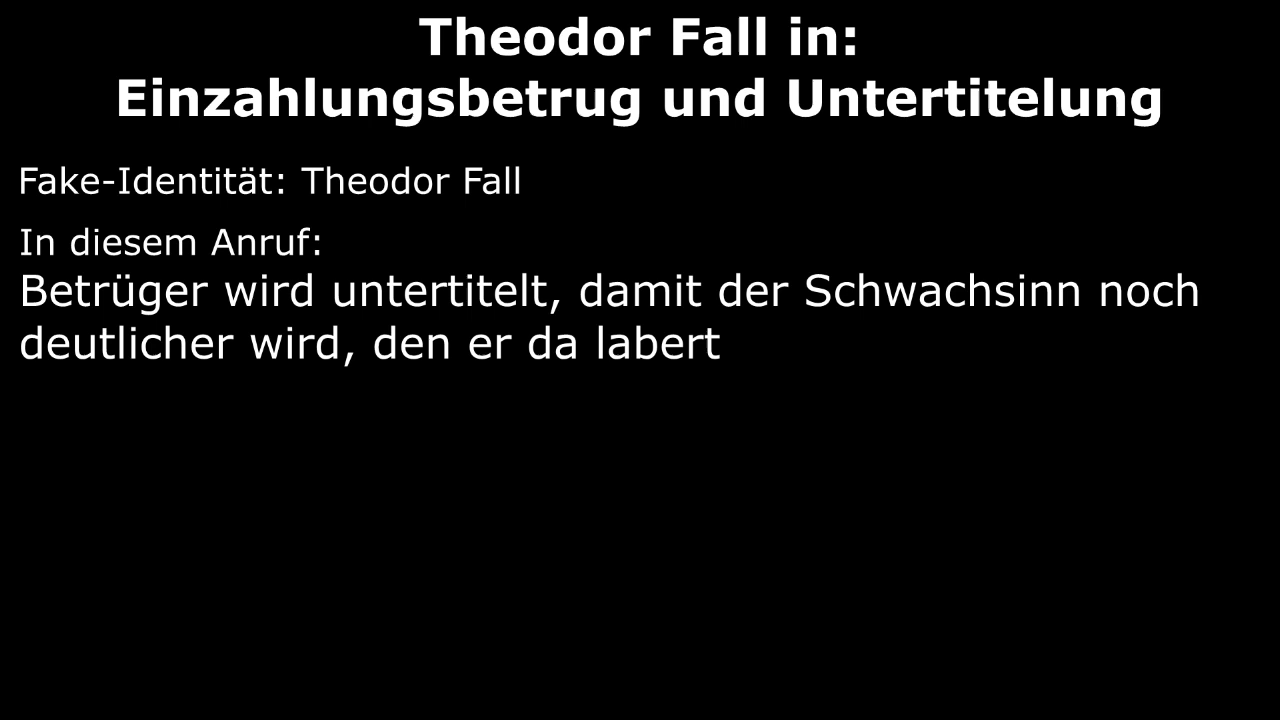 Theodor Fall in:
Einzahlungsbetrug und Untertitelung
Fake-Identität: Theodor Fall
In diesem Anruf:
Betrüger wird untertitelt, damit der Schwachsinn noch
deutlicher wird, den er da labert